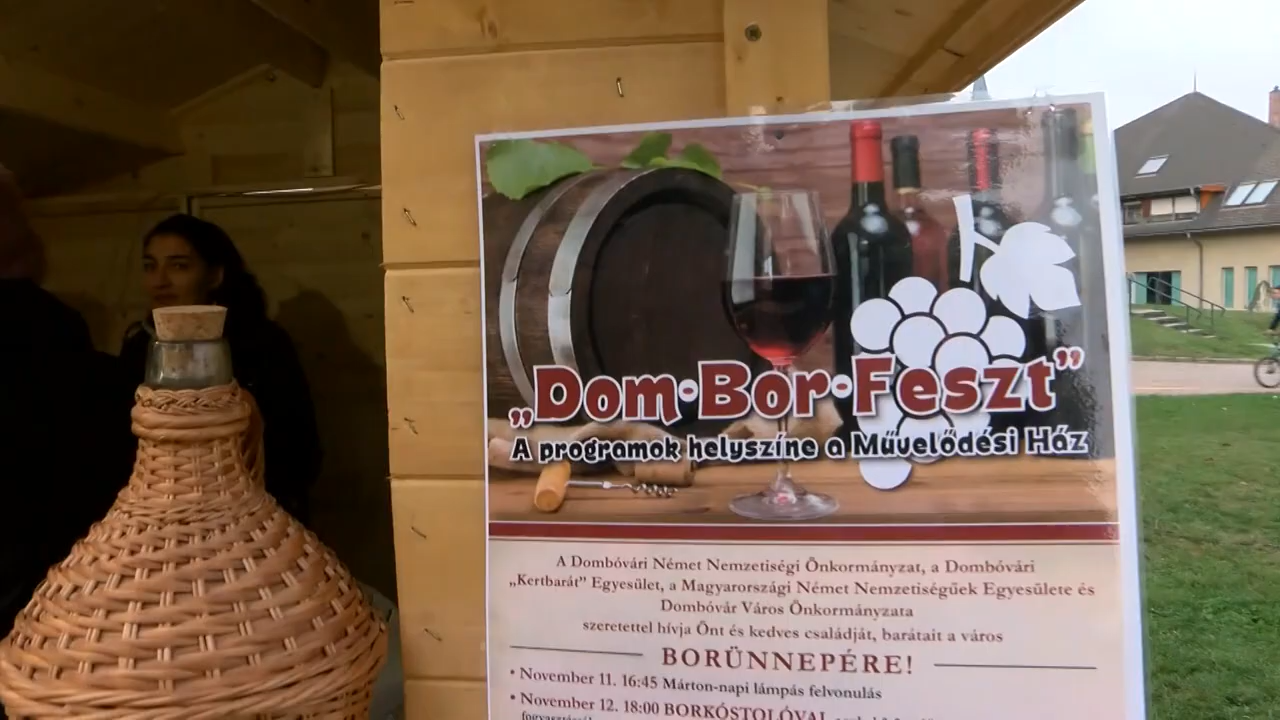 „Dom·Bor·Feszt”
A programok helyszíne a Művelődési Ház
A Dombóvári Német Nemzetiségi Önkormányzat, a Dombóvári
„Kertbarát” Egyesület, a Magyarországi Német Nemzetiségűek Egyesülete és
Dombóvár Város Önkormányzata
szeretettel hívja Önt és kedves családját, barátait a város
BORÜNNEPÉRE!
• November 11. 16:45 Márton-napi lámpás felvonulás
• November 12. 18:00 BORKÓSTOLÓVAL